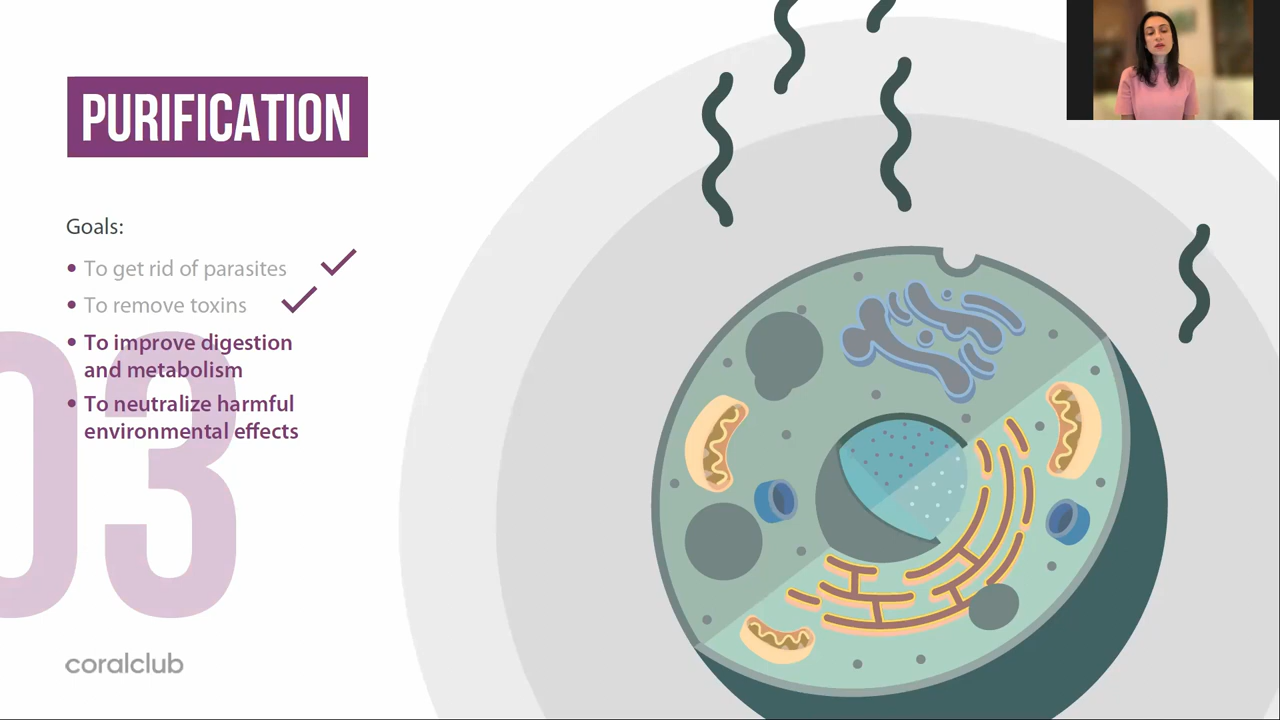 PURIFICATION
Goals:
• To get rid of parasites
• To remove toxins
• To improve digestion
and metabolism
• To neutralize harmful
environmental effects
03
coralclub